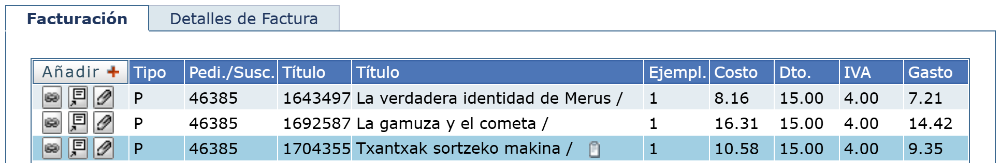 Facturación Detalles de Factura
Añadir Tipo Pedi./Susc. Título Título Ejempl. Costo Dto. IVA Gasto
P 46385 1643497 La verdadera identidad de Merus / 1 8.16 15.00 4.00 7.21
P 46385 1692587 La gamuza y el cometa / 1 16.31 15.00 4.00 14.42
P 46385 1704355 Txantxak sortzeko makina / 1 10.58 15.00 4.00 9.35